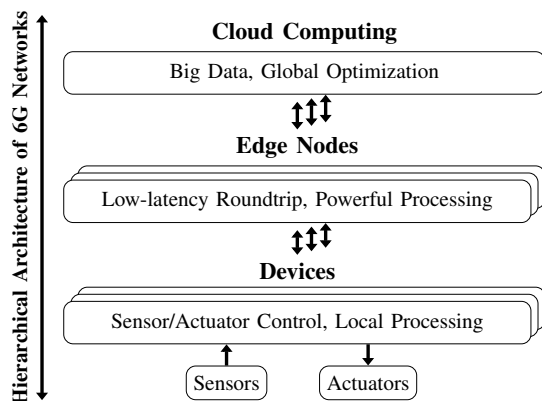 Hierarchical Architecture of 6G Networks
Cloud Computing
Big Data, Global Optimization
Edge Nodes
Low-latency Roundtrip, Powerful Processing
Devices
Sensor/Actuator Control, Local Processing
Sensors
Actuators